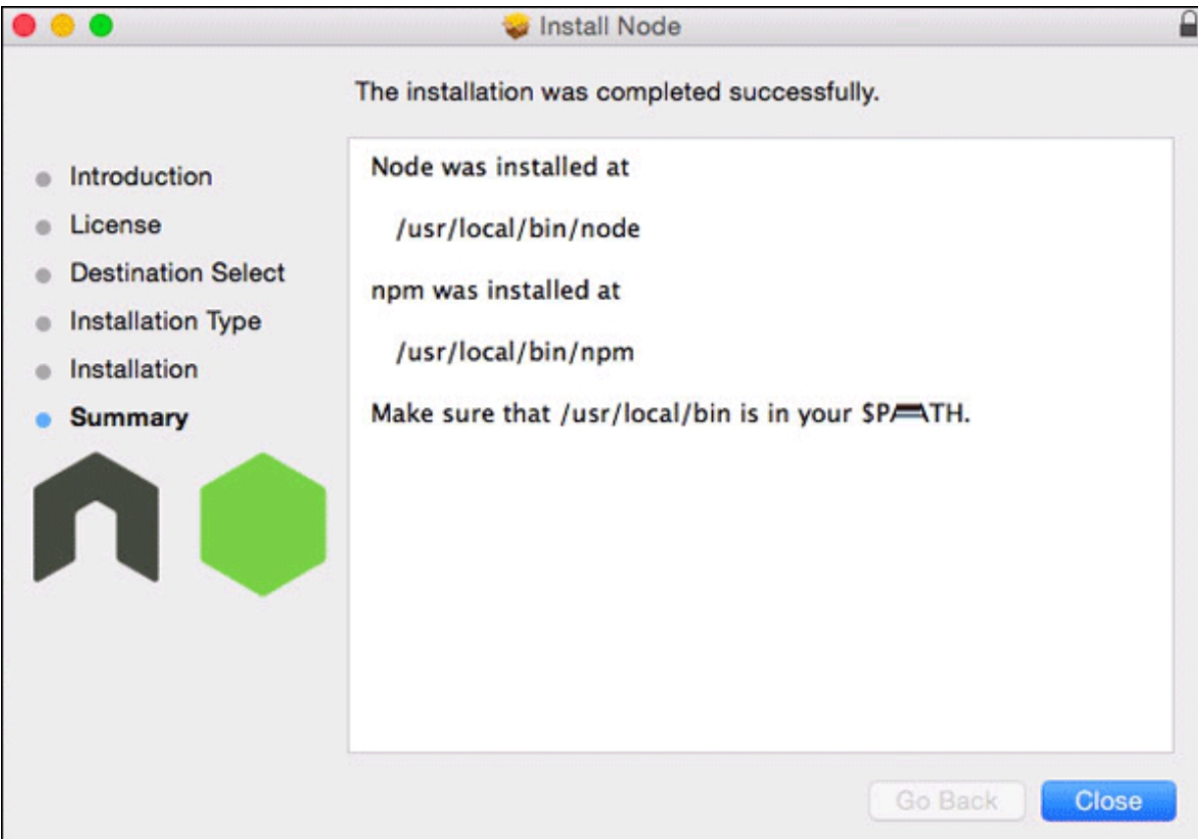 Install Node
The installation was completed successfully.
Introduction
License
Destination Select
Installation Type
Installation
Summary
Node was installed at
/usr/local/bin/node
npm was installed at
/usr/local/bin/npm
Make sure that /usr/local/bin is in your
Go Back
Close